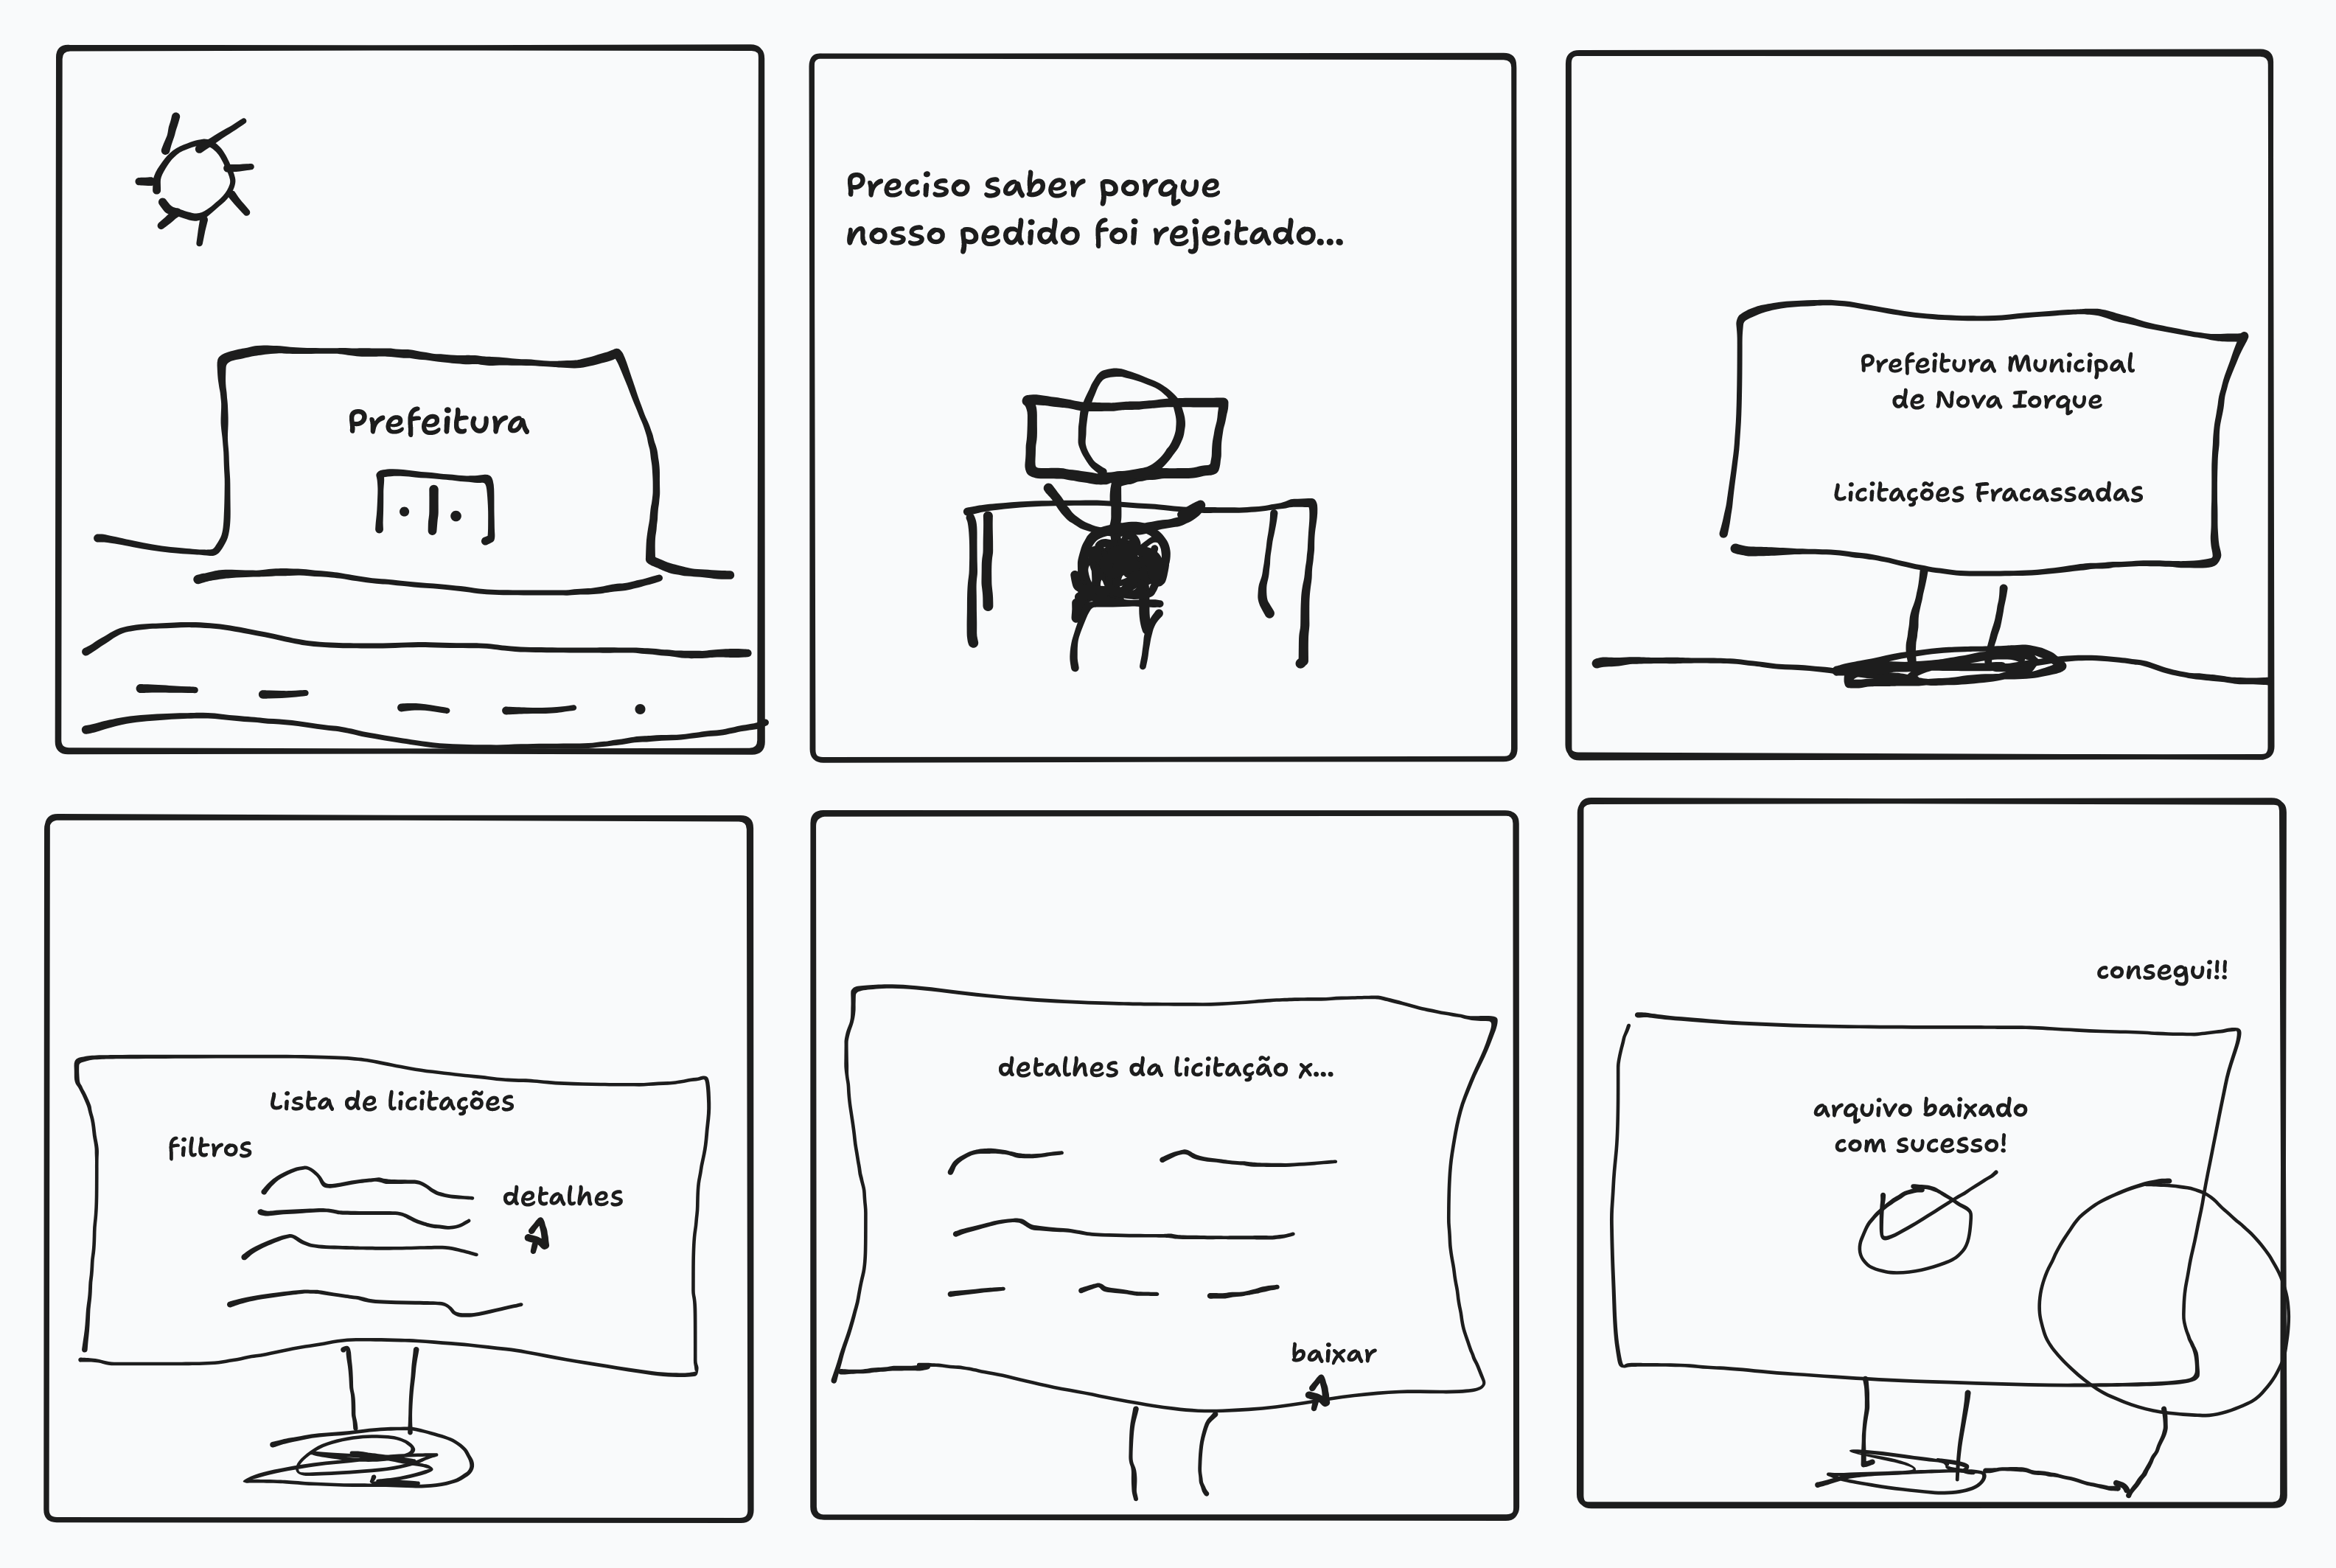 Prefeitura
Preciso saber porque
nosso pedido foi rejeitado...
Prefeitura Municipal
de Nova Iorque
Licitações Fracassadas
Lista de licitações
filtros
detalhes
detalhes da licitação x...
baixar
consegui!!
arquivo baixado
com sucesso!